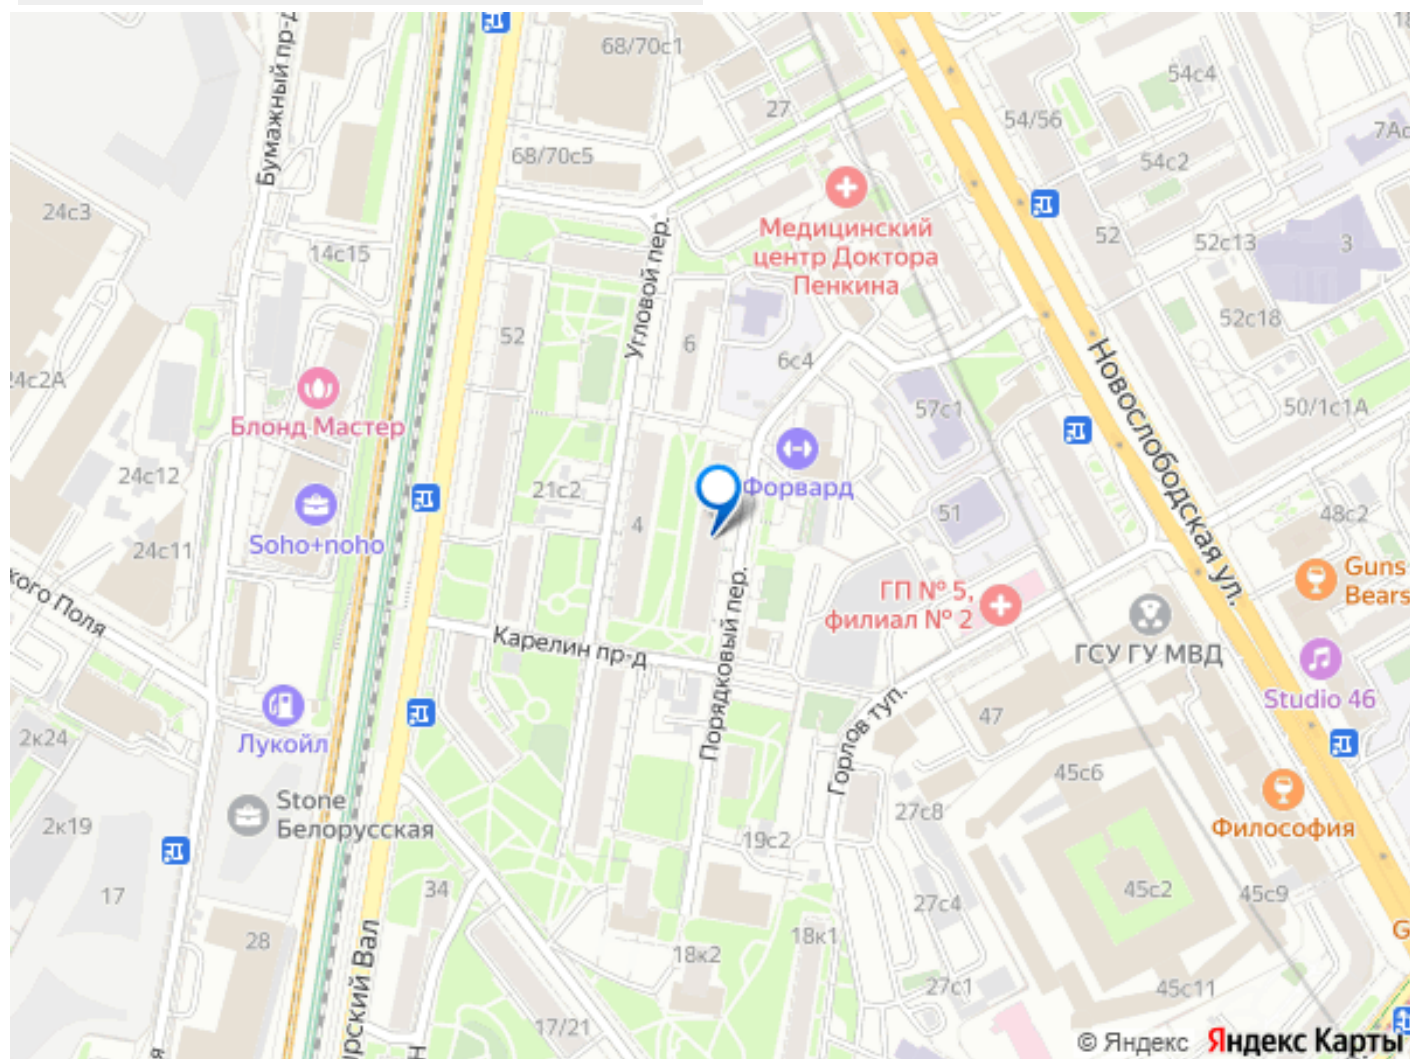 68/70с1
54с4
Бумажный пр-д
27
54/56
68/70с5
54с2
24с3
Медицинский
центр Доктора
Пенкина
52
52с13
3
14с15
Угловой пер.
52
6
6с4
52с18
24с2А
Новослободская ул.
57с1
50/1с1А
Блонд Мастер
24с12
21с2
Форвард
Soho+noho
24с11
4
51
48с2
Guns
Bears
ГП № 5,
филиал № 2
кого Поля
Карелин пр-д
Порядковый пер.
ГСУ ГУ МВД
Studio 46
Лукойл
2к24
Горлов туп.
47
45с6
Stone
Белорусская
2к19
27с8
Философия
19с2
17
34
45с2
45с9
27с4
28
18к2
18к1
рский Вал
27с1
45с11
17/21
© Яндекс
Яндекс Карты